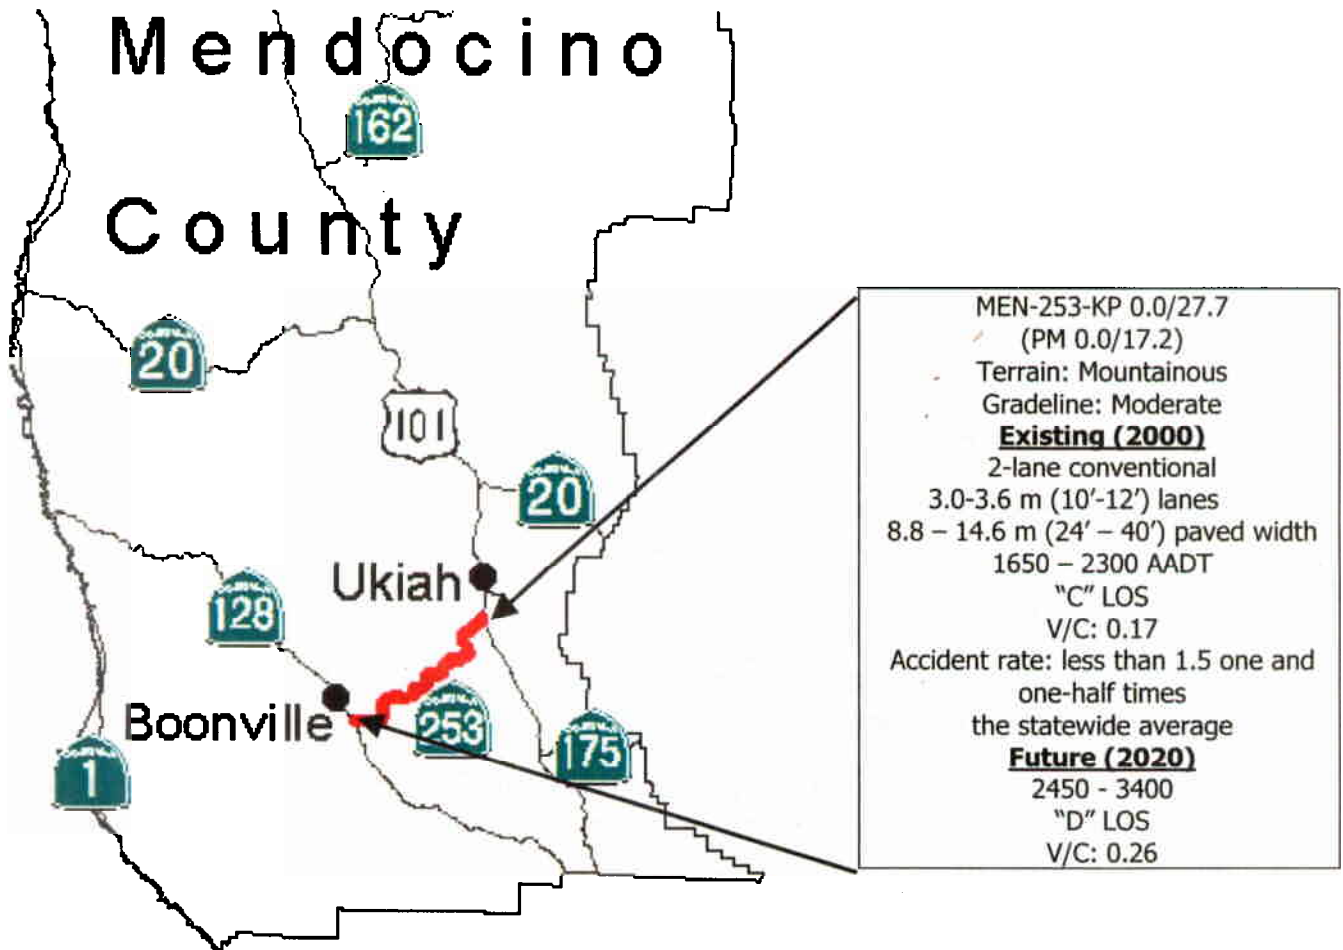 Mendocino
162
County
20
101
20
Ukiah
128
Boonville
253
175
1
MEN-253-KP 0.0/27.7
(PM 0.0/17.2)
Terrain: Mountainous
Gradeline: Moderate
Existing (2000)
2-lane conventional
3.0-3.6 m (10’-12’) lanes
8.8 – 14.6 m (24’ – 40’) paved width
1650 – 2300 AADT
“C” LOS
V/C: 0.17
Accident rate: less than 1.5 one and
one-half times
the statewide average
Future (2020)
2450 - 3400
“D” LOS
V/C: 0.26